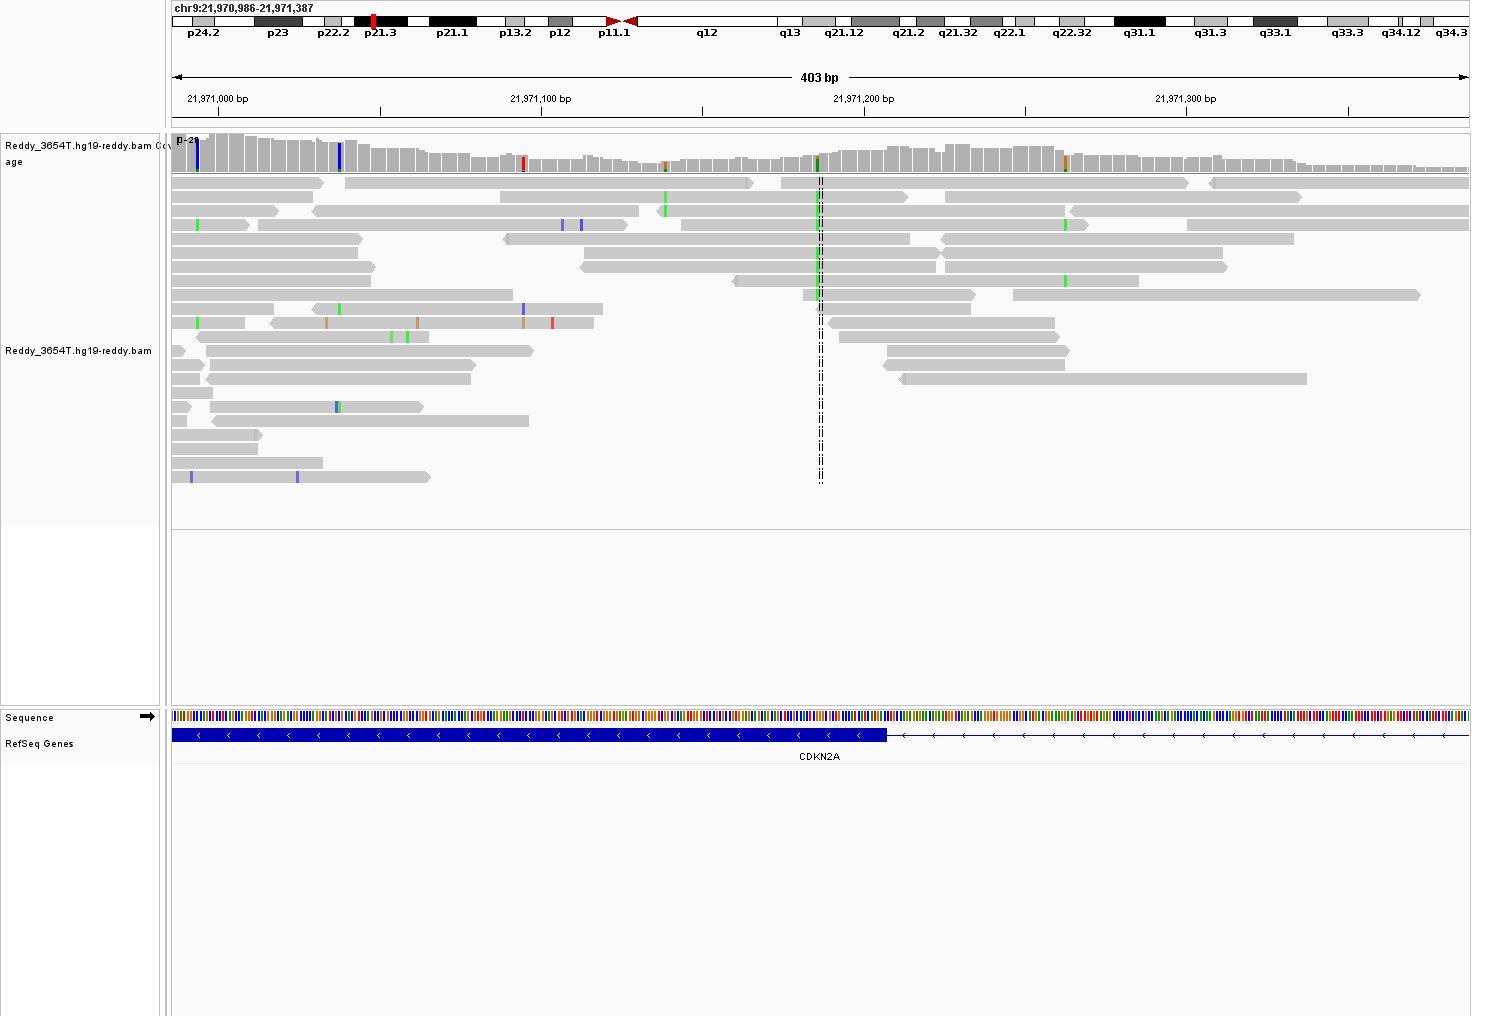 chr9:21,970,986-21,971,387
p24.2 p23 p22.2 p21.3 p21.1 p13.2 p12 p11.1 q12 q13 q21.12 q21.2 q21.32 q22.1 q22.32 q31.1 q31.3 q33.1 q33.3 q34.12 q34.3
403 bp
21,971,000 bp 21,971,100 bp 21,971,200 bp 21,971,300 bp
Reddy_3654T.hg19-reddy.bam Cov
age
Reddy_3654T.hg19-reddy.bam
Sequence
RefSeq Genes
CDKN2A